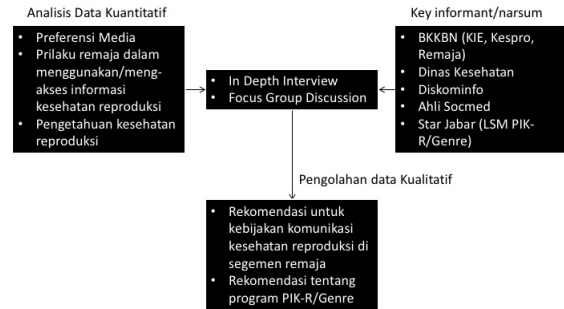 Analisis Data Kuantitatif
• Preferensi Media
• Prilaku remaja dalam
menggunakan/meng-
akses informasi
kesehatan reproduksi
• Pengetahuan kesehatan
reproduksi
• In Depth Interview
• Focus Group Discussion
Key informant/narsum
• BKKBN (KIE, Kespro,
Remaja)
• Dinas Kesehatan
• Diskominfo
• Ahli Socmed
• Star Jabar (LSM PIK-
R/Genre)
Pengolahan data Kualitatif
• Rekomendasi untuk
kebijakan komunikasi
kesehatan reproduksi di
segemen remaja
• Rekomendasi tentang
program PIK-R/Genre